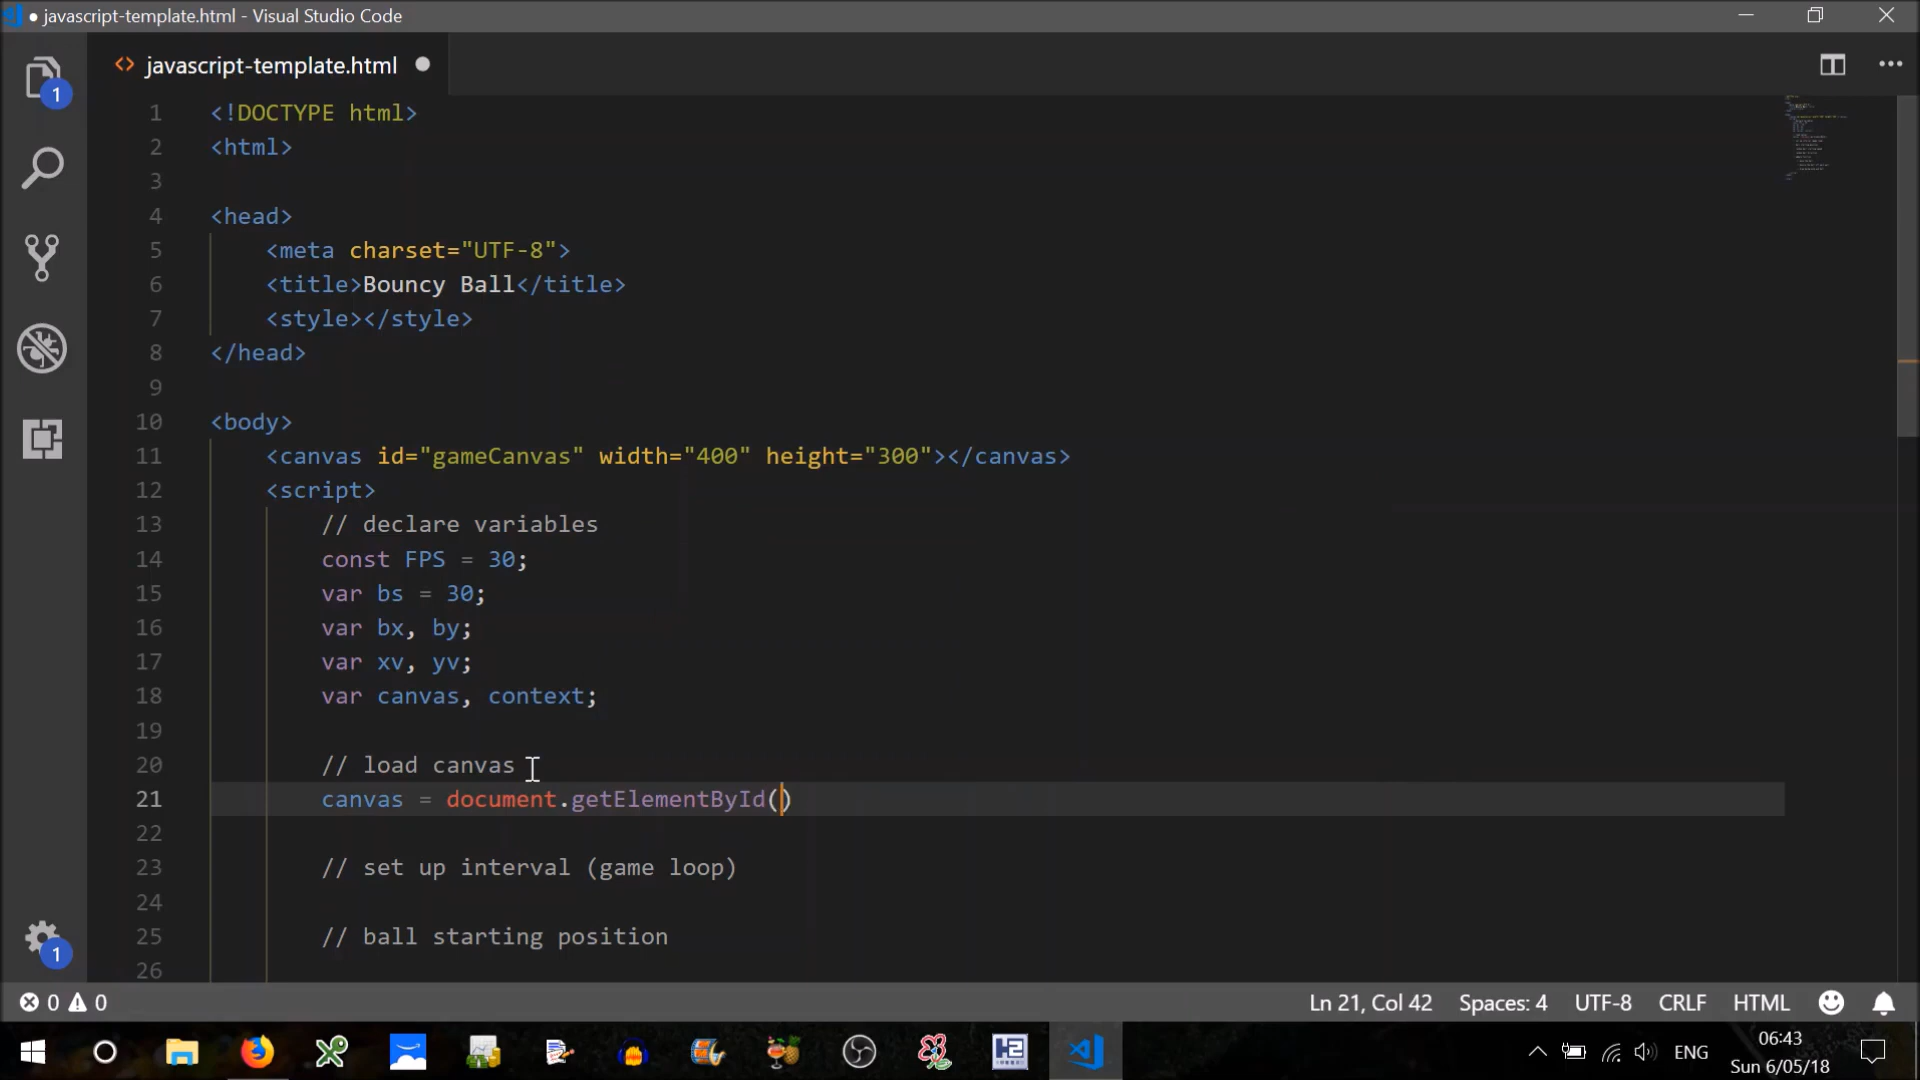 javascript-template.html - Visual Studio Code
javascript-template.html
1
1 <!DOCTYPE html>
2 <html>
3
4 <head>
5 <meta charset="UTF-8">
6 <title>Bouncy Ball</title>
7 <style></style>
8 </head>
9
10 <body>
11 <canvas id="gameCanvas" width="400" height="300"></canvas>
12 <script>
13 // declare variables
14 const FPS = 30;
15 var bs = 30;
16 var bx, by;
17 var xv, yv;
18 var canvas, context;
19
20 // load canvas
21 canvas = document.getElementById()
22
23 // set up interval (game loop)
24
25 // ball starting position
26
1
0 0 Ln 21, Col 42 Spaces: 4 UTF-8 CRLF HTML
ENG 06:43
Sun 6/05/18